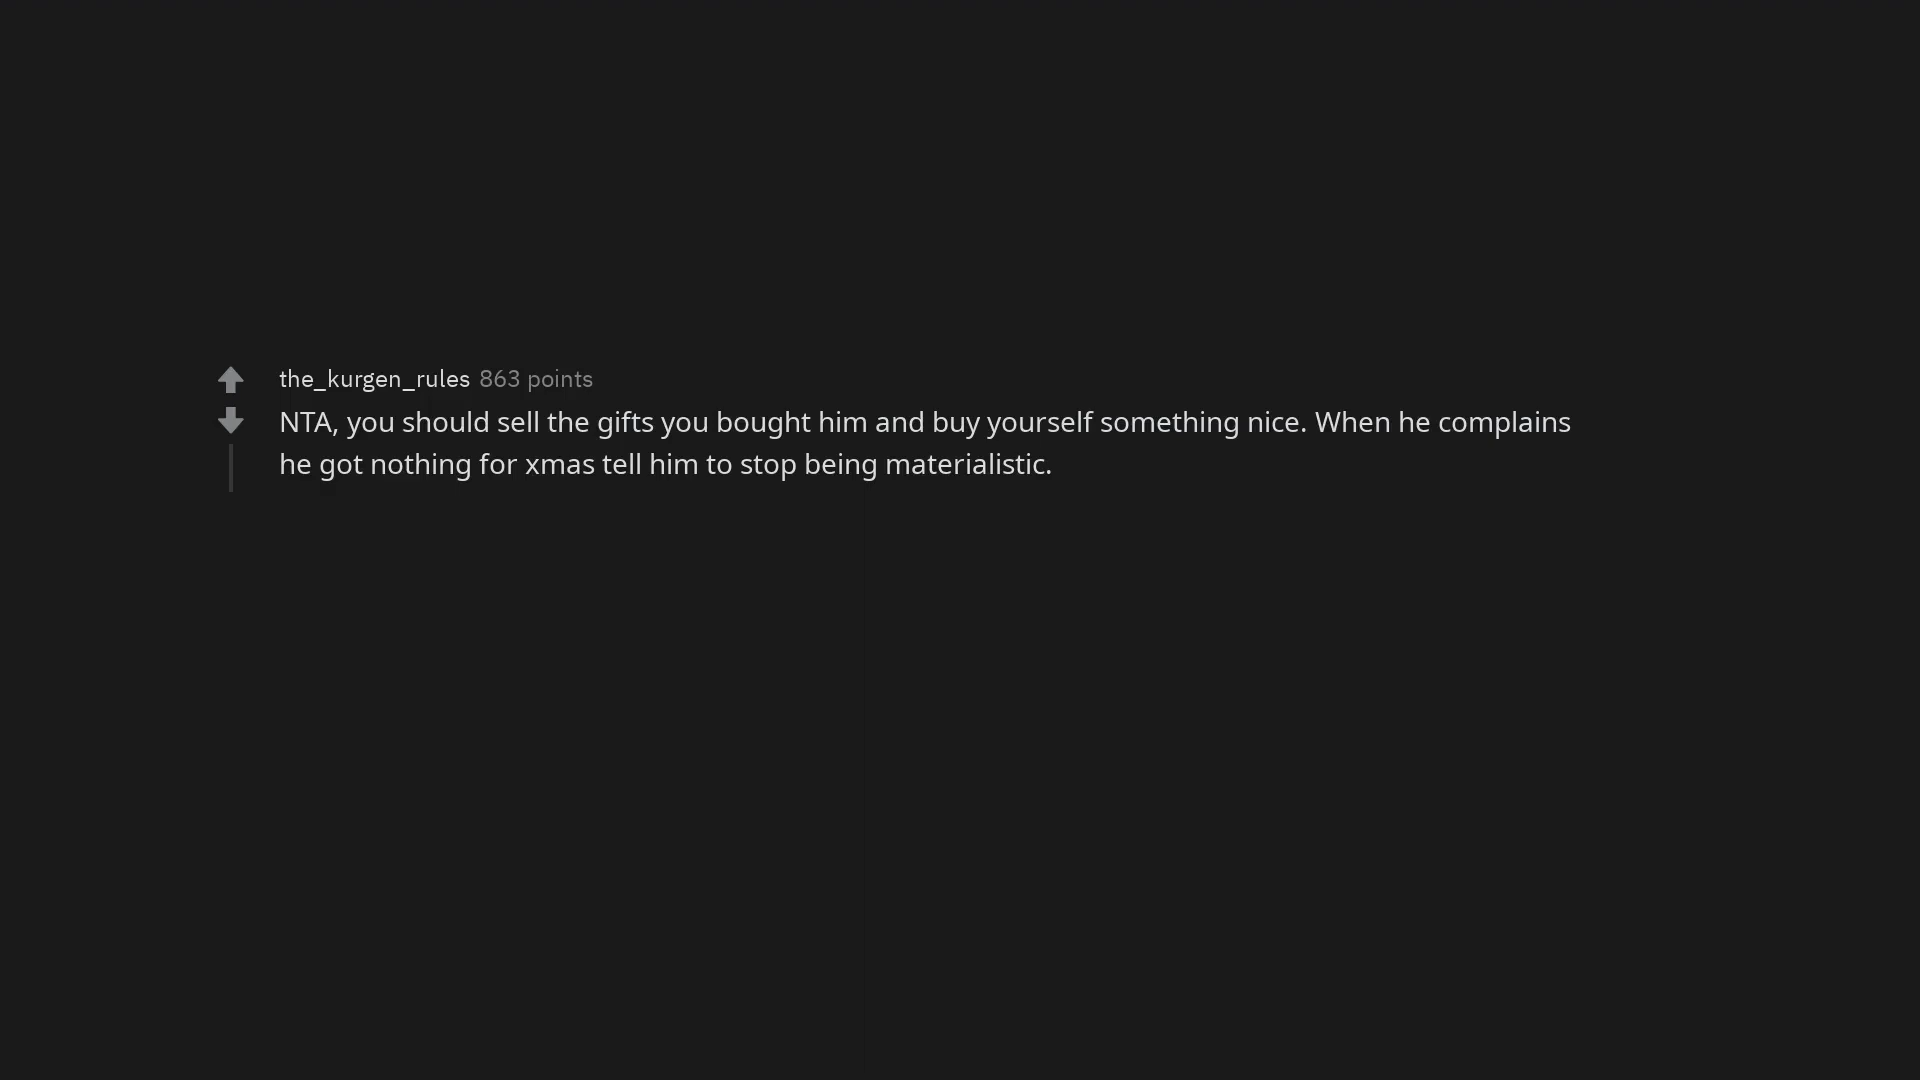 the_kurgen_rules 863 points
NTA, you should sell the gifts you bought him and buy yourself something nice. When he complains
he got nothing for xmas tell him to stop being materialistic.